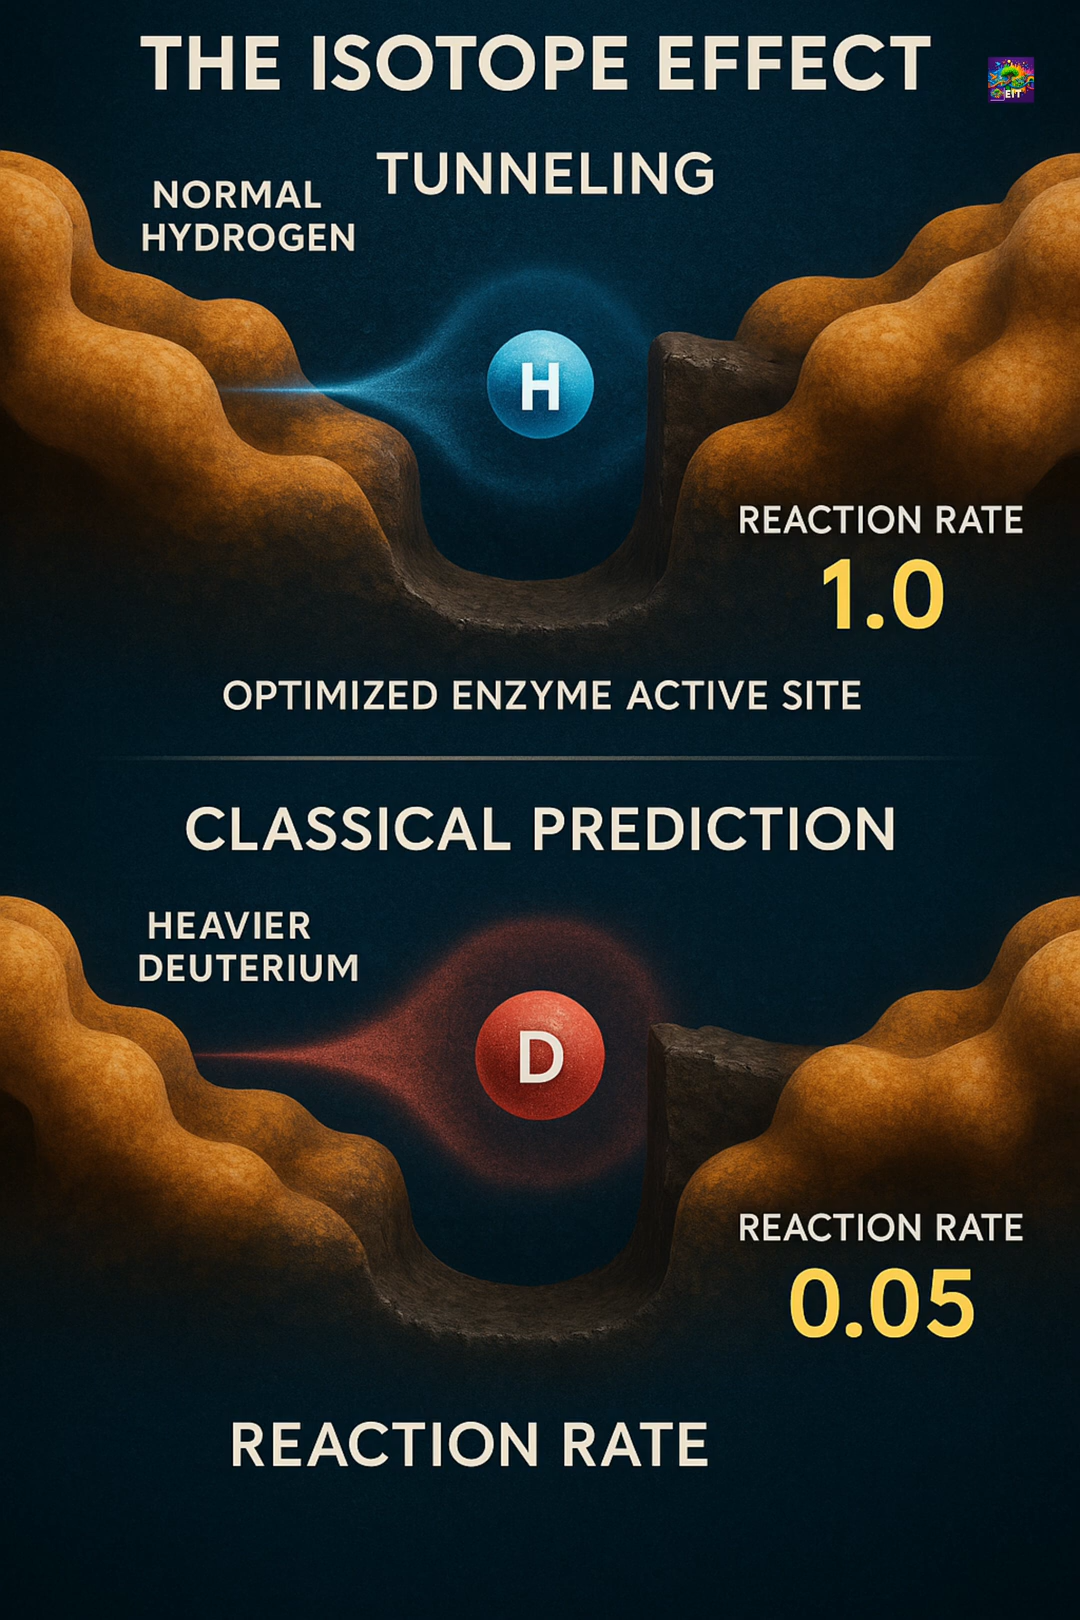 THE ISOTOPE EFFECT
EIT
TUNNELING
NORMAL
HYDROGEN
H
REACTION RATE
1.0
OPTIMIZED ENZYME ACTIVE SITE
CLASSICAL PREDICTION
HEAVIER
DEUTERIUM
D
REACTION RATE
0.05
REACTION RATE